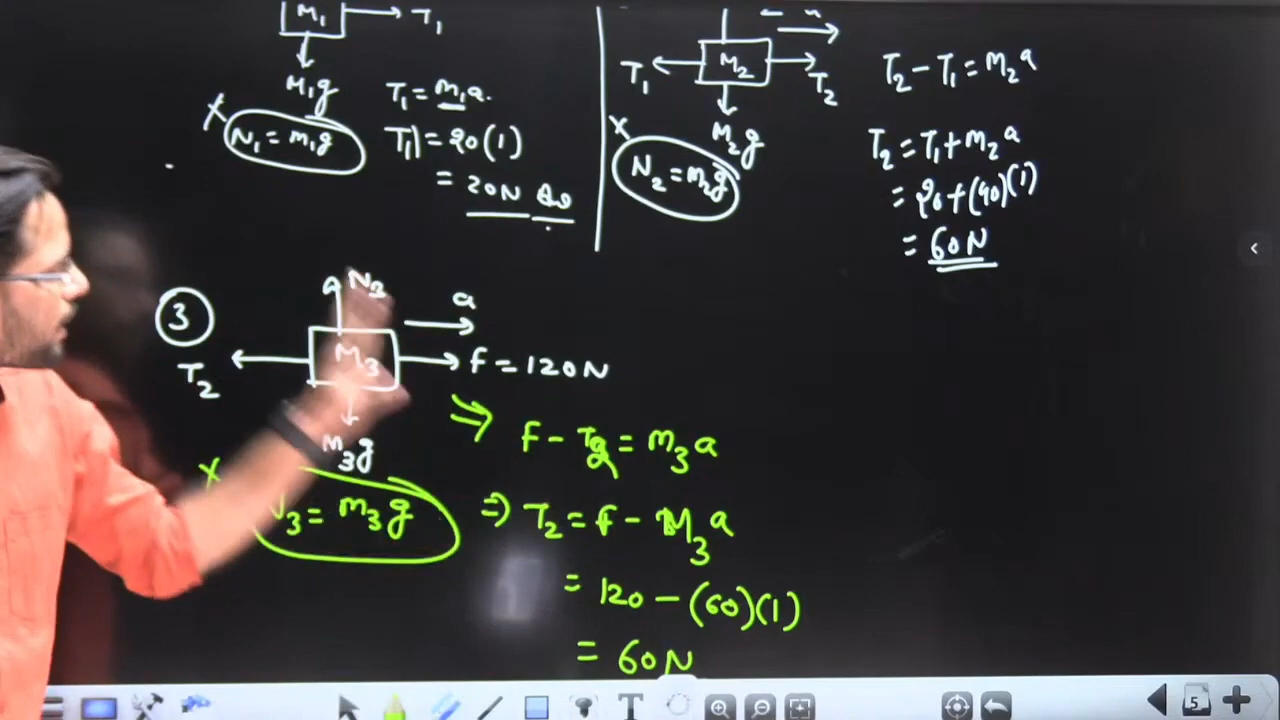 M₁ → T₁
M₁g
T₁ = m₁a.
x N₁ = m₁g
T₁ = 20(1)
= 20N
T₁ M₂ T₂
M₂g
x N₂ = m₂g
T₂ - T₁ = m₂a
T₂ = T₁ + m₂a
= 20 + (40)(1)
= 60N
3
N₃
a
T₂ M₃ f = 120N
M₃g
x N₃ = m₃g
⇒ f - T₂ = m₃a
⇒ T₂ = f - M₃a
= 120 - (60)(1)
= 60N
T
5